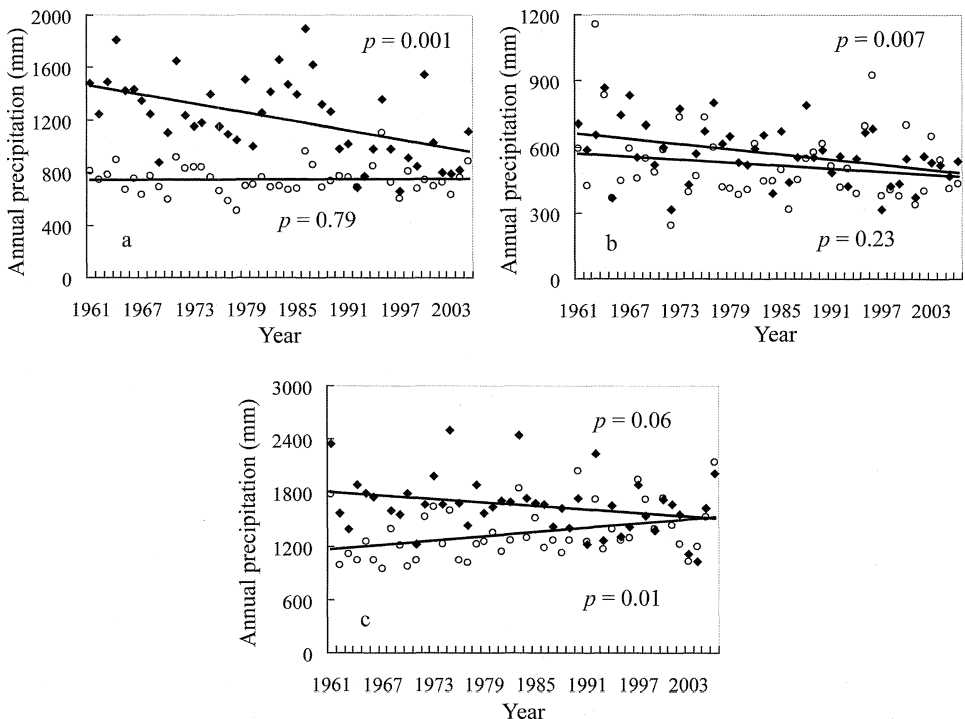 Annual precipitation (mm)
2000
1600
1200
800
400
0
p = 0.001
p = 0.79
a
1961 1967 1973 1979 1985 1991 1997 2003
Year
Annual precipitation (mm)
1200
900
600
300
0
p = 0.007
p = 0.23
b
1961 1967 1973 1979 1985 1991 1997 2003
Year
Annual precipitation (mm)
3000
2400
1800
1200
600
0
p = 0.06
p = 0.01
c
1961 1967 1973 1979 1985 1991 1997 2003
Year